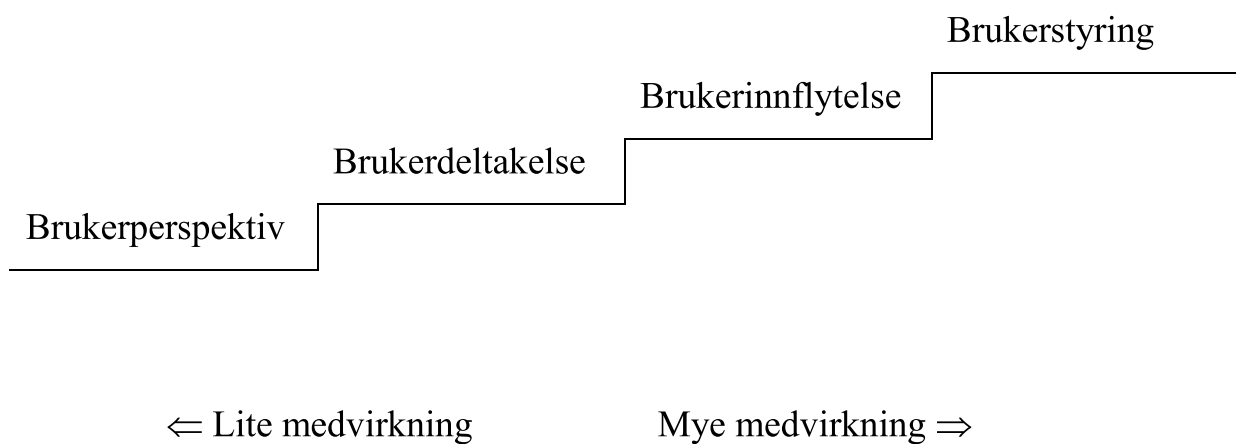 Brukerstyring
Brukerinnflytelse
Brukerdeltakelse
Brukerperspektiv
⇐ Lite medvirkning Mye medvirkning ⇒